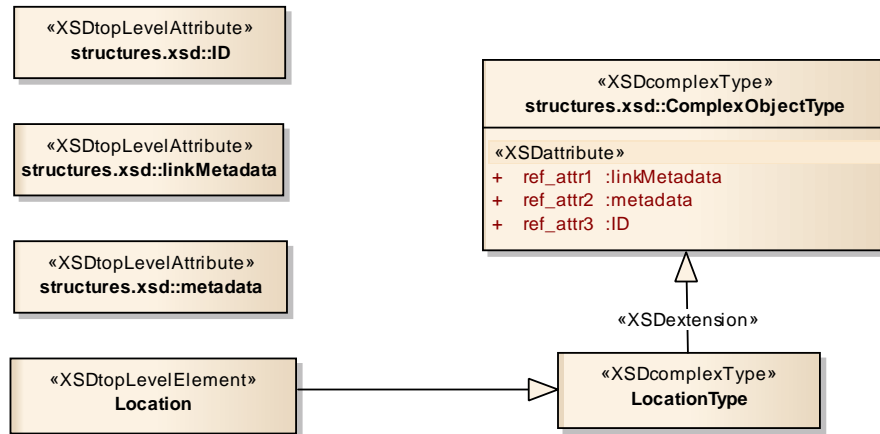 «XSDtopLevelAttribute»
structures.xsd::ID
«XSDcomplexType»
structures.xsd::ComplexObjectType
«XSDattribute»
+ ref_attr1 :linkMetadata
+ ref_attr2 :metadata
+ ref_attr3 :ID
«XSDtopLevelAttribute»
structures.xsd::linkMetadata
«XSDtopLevelAttribute»
structures.xsd::metadata
«XSDextension»
«XSDtopLevelElement»
Location
«XSDcomplexType»
LocationType